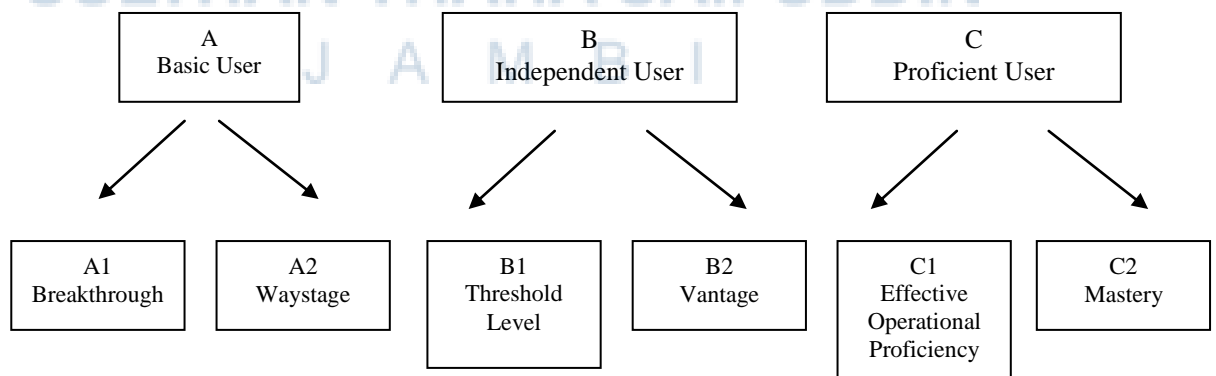 J A M B I
A
Basic User
B
Independent User
C
Proficient User
A1
Breakthrough
A2
Waystage
B1
Threshold
Level
B2
Vantage
C1
Effective
Operational
Proficiency
C2
Mastery